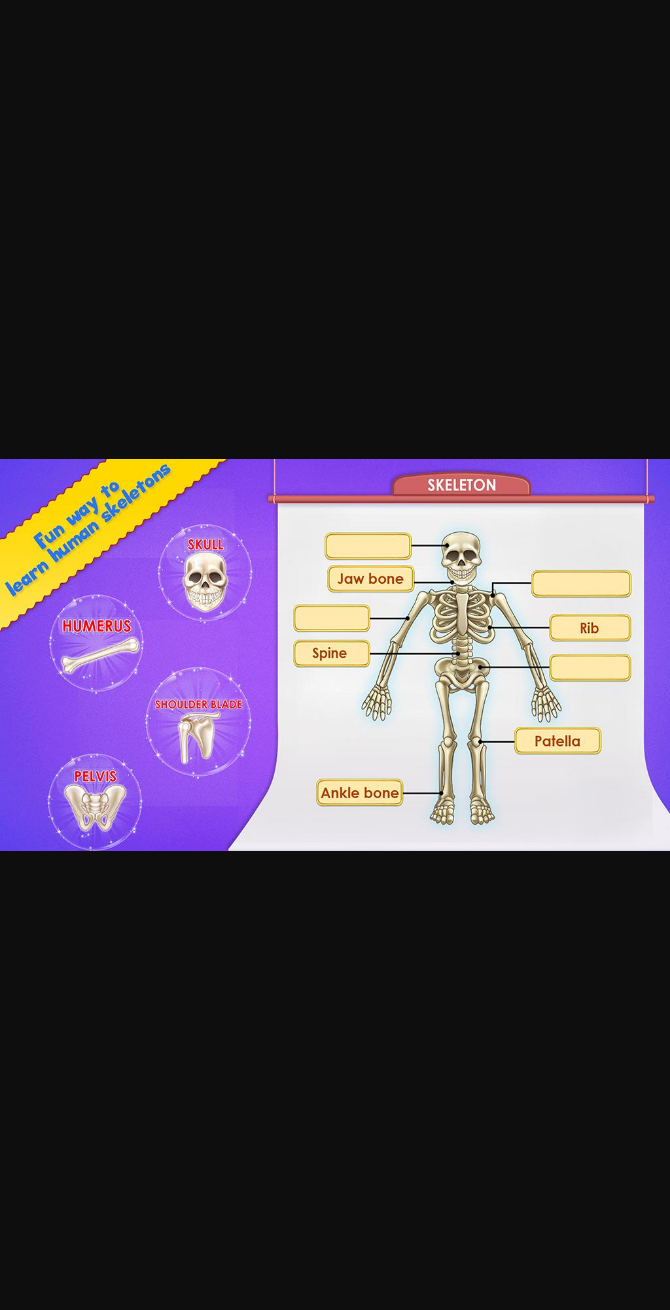 Fun way to
learn human skeletons
SKULL
HUMERUS
SHOULDER BLADE
PELVIS
SKELETON
Jaw bone
Rib
Spine
Patella
Ankle bone